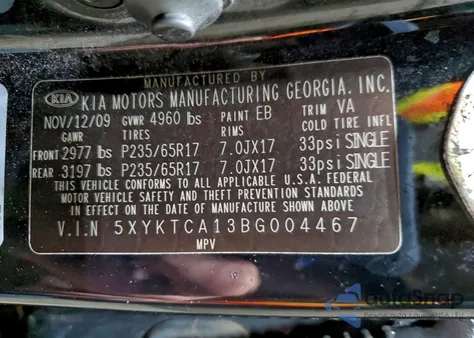 MANUFACTURED BY
KIA KIA MOTORS MANUFACTURING GEORGIA. INC.
NOV/12/09 GVWR 4960 lbs PAINT EB TRIM VA
GAWR TIRES RIMS COLD TIRE INFL
FRONT 2977 lbs P235/65R17 7.0JX17 33psi SINGLE
REAR 3197 lbs P235/65R17 7.0JX17 33psi SINGLE
THIS VEHICLE CONFORMS TO ALL APPLICABLE U.S.A. FEDERAL
MOTOR VEHICLE SAFETY AND THEFT PREVENTION STANDARDS
IN EFFECT ON THE DATE OF MANUFACTURE SHOWN ABOVE
V.I.N 5XYKTCA13BG004467
MPV
autoSnap